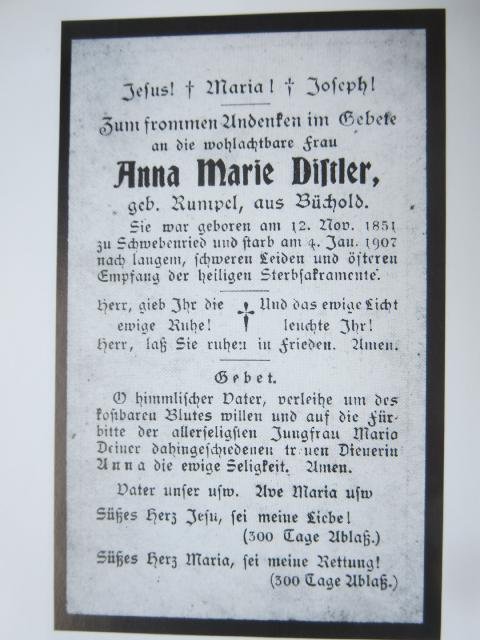 Jesus! † Maria! † Joseph!
Zum frommen Andenken im Gebete
an die wohlachtbare Frau
Anna Marie Distler,
geb. Rumpel, aus Büchold.
Sie war geboren am 12. Nov. 1851
zu Schwebenried und starb am 4. Jan. 1907
nach langem, schweren Leiden und öfteren
Empfang der heiligen Sterbsakramente.
Herr, gieb Ihr die † Und das ewige Licht
ewige Ruhe! leuchte Ihr!
Herr, laß Sie ruhen in Frieden. Amen.
Gebet.
O himmlischer Vater, verleihe um des
kostbaren Blutes willen und auf die Für-
bitte der allerseligsten Jungfrau Maria
Deiner dahingeschiedenen treuen Dienerin
Anna die ewige Seligkeit. Amen.
Vater unser usw. Ave Maria usw
Süßes Herz Jesu, sei meine Liebe!
(300 Tage Ablaß.)
Süßes Herz Maria, sei meine Rettung!
(300 Tage Ablaß.)